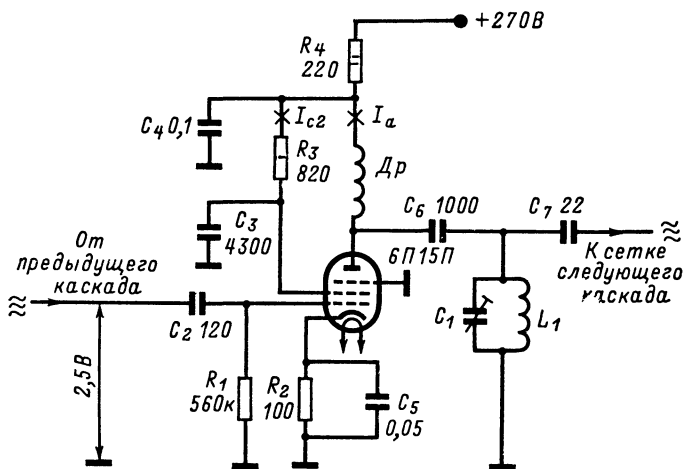 +270В
R4
220
C4 0,1
Ic2
Iа
R3
820
Др
C3
4300
C6 1000
C7 22
6П15П
От
предыдущего
каскада
К сетке
следующего
каскада
C2 120
C1
L1
2,5В
R1
560к
R2
100
C5
0,05